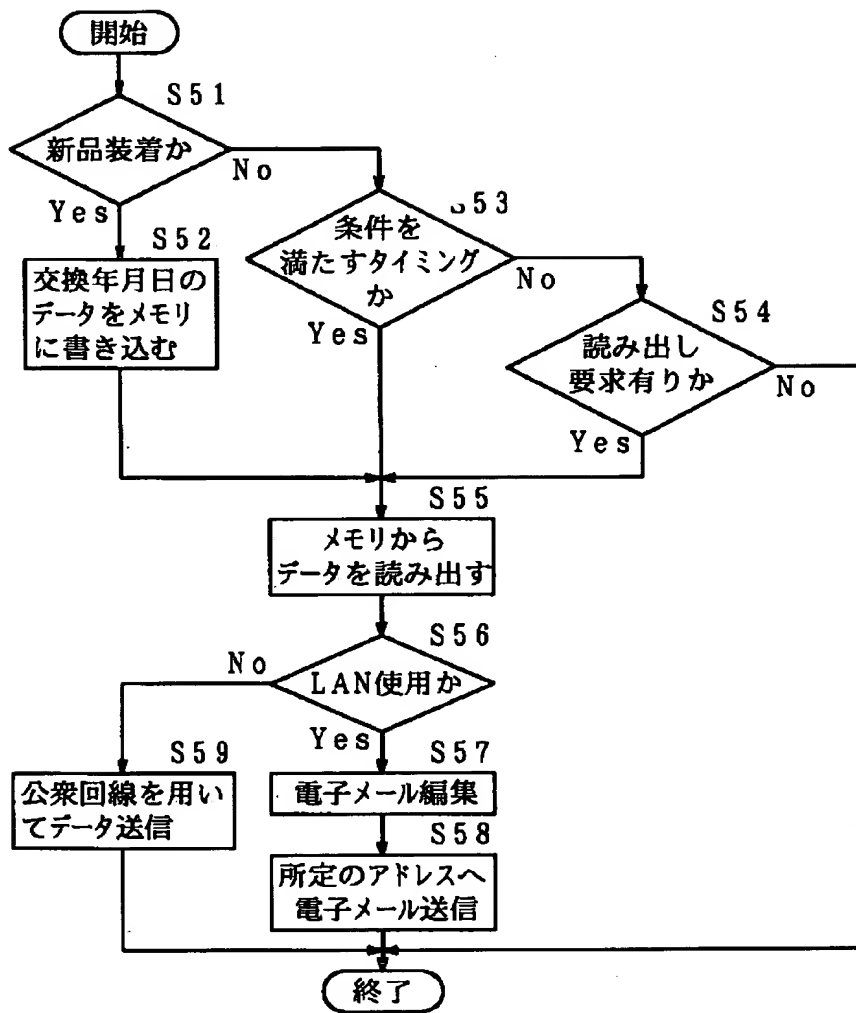 開始
S51
新品装着か
No
Yes
S52
交換年月日の
データをメモリ
に書き込む
S53
条件を
満たすタイミング
か
No
Yes
S54
読み出し
要求有りか
No
Yes
S55
メモリから
データを読み出す
S56
LAN使用か
No
Yes
S57
電子メール編集
S58
所定のアドレスへ
電子メール送信
S59
公衆回線を用い
てデータ送信
終了